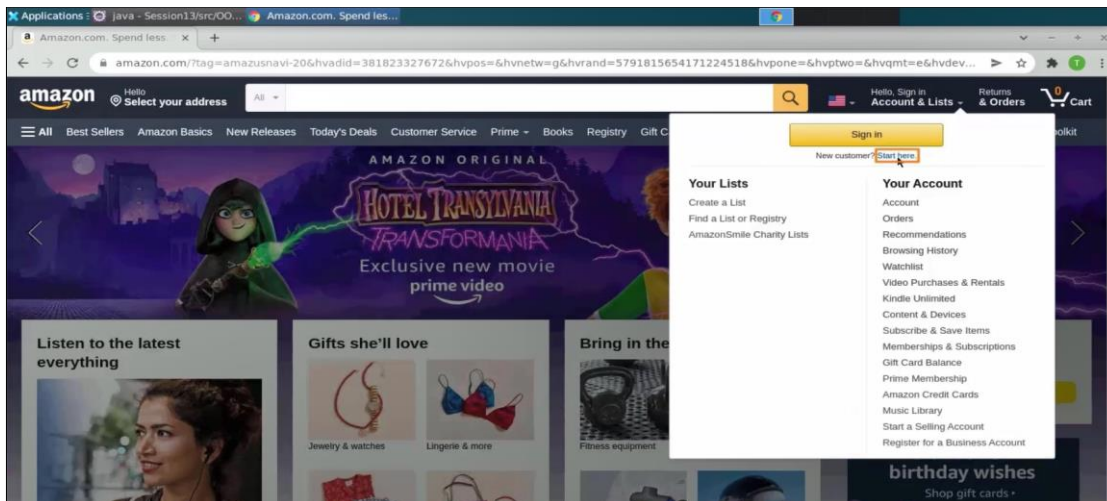 Applications
java - Session13/src/OO...
Amazon.com. Spend les...
Amazon.com. Spend less
amazon.com/?tag=amazusnavi-20&hvadid=381823327672&hvpos=&hvnetw=g&hvrand=5791815654171224518&hvpone=&hvptwo=&hvqmt=e&hvdev...
T
amazon
Hello
Select your address
All
Hello, Sign in
Account & Lists
Returns
& Orders
0
Cart
All
Best Sellers
Amazon Basics
New Releases
Today's Deals
Customer Service
Prime
Books
Registry
Gift C
olkit
Sign in
New customer? Start here.
Your Lists
Create a List
Find a List or Registry
AmazonSmile Charity Lists
Your Account
Account
Orders
Recommendations
Browsing History
Watchlist
Video Purchases & Rentals
Kindle Unlimited
Content & Devices
Subscribe & Save Items
Memberships & Subscriptions
Gift Card Balance
Prime Membership
Amazon Credit Cards
Music Library
Start a Selling Account
Register for a Business Account
AMAZON ORIGINAL
HOTEL TRANSYLVANIA
TRANSFORMANIA
Exclusive new movie
prime video
Listen to the latest
everything
Gifts she'll love
Jewelry & watches
Lingerie & more
Bring in the
Fitness equipment
birthday wishes
Shop gift cards